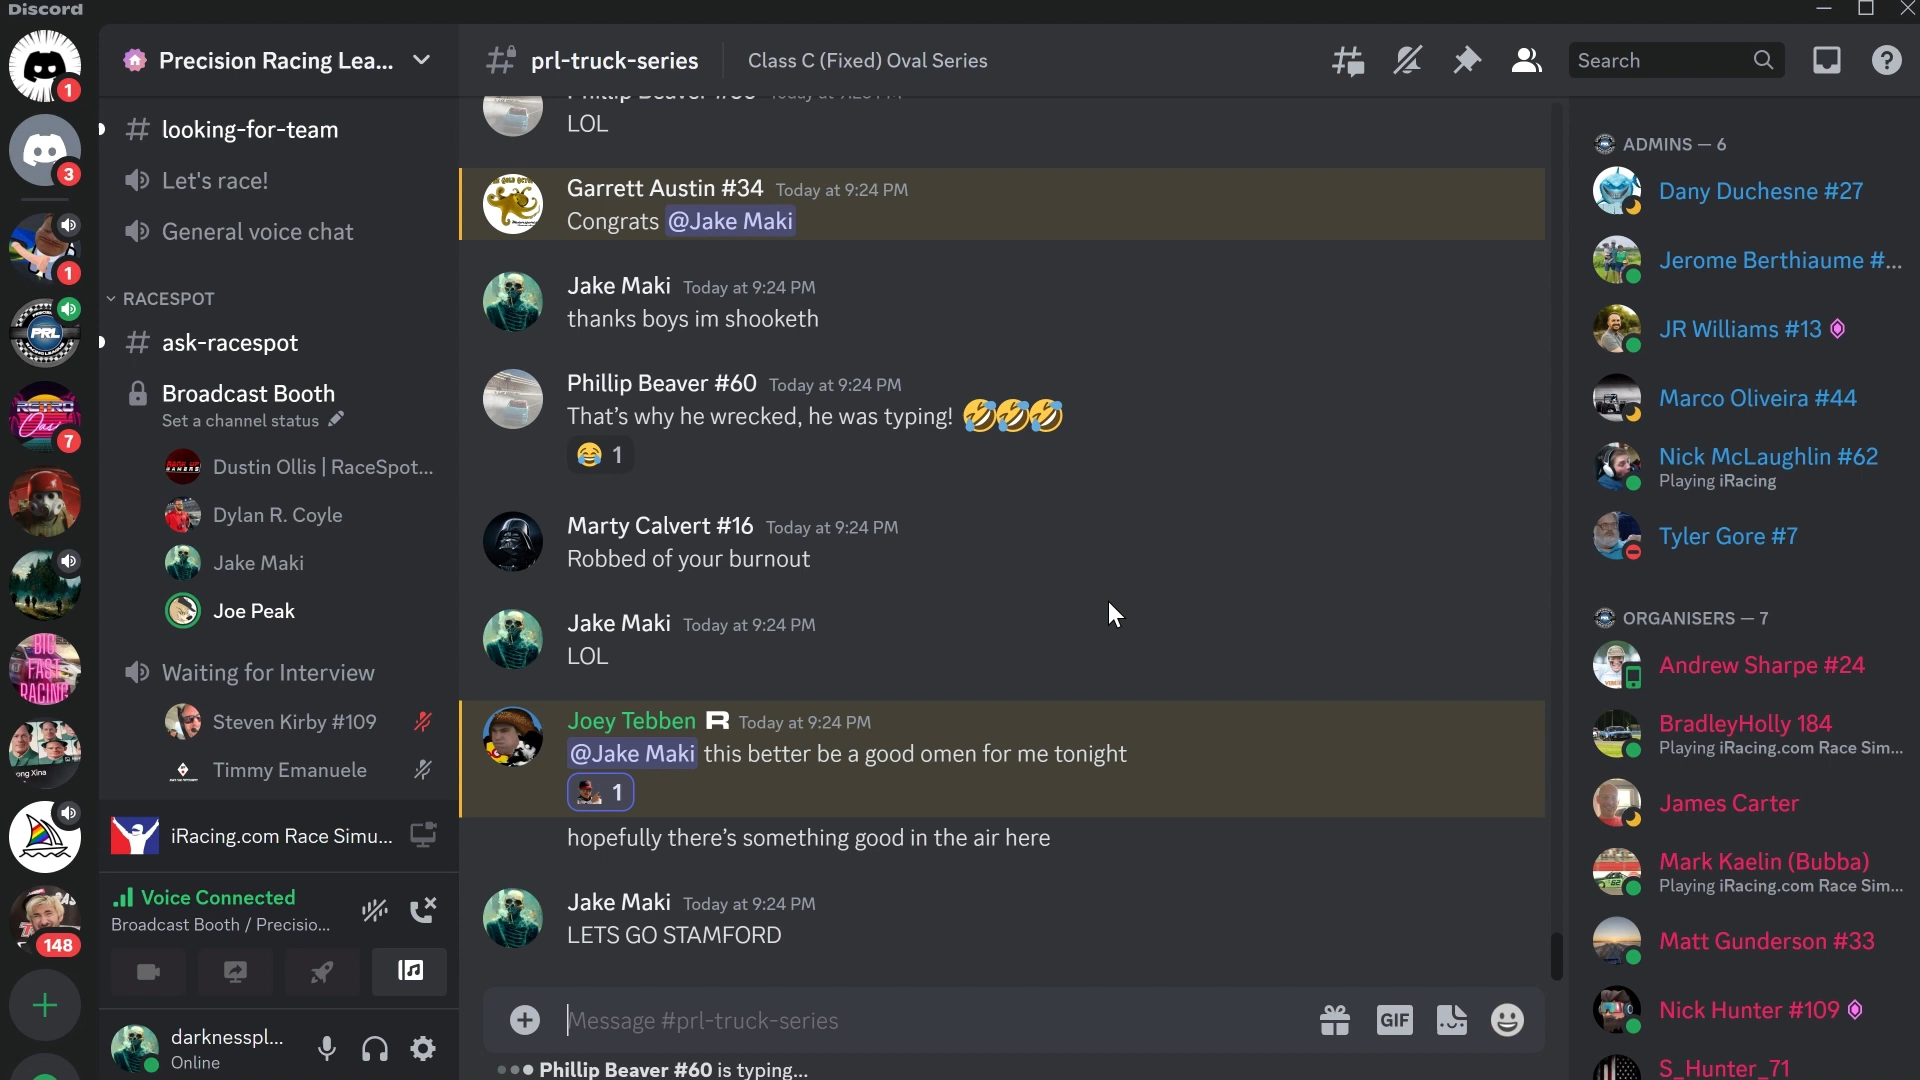 Discord
Precision Racing Lea...
prl-truck-series
Class C (Fixed) Oval Series
Search
1
3
1
PRL
7
BIG
FAST
RACING
148
looking-for-team
Let's race!
General voice chat
RACESPOT
ask-racespot
Broadcast Booth
Set a channel status
Dustin Ollis | RaceSpot...
Dylan R. Coyle
Jake Maki
Joe Peak
Waiting for Interview
Steven Kirby #109
Timmy Emanuele
iRacing.com Race Simu...
Voice Connected
Broadcast Booth / Precisio...
darknesspl...
Online
LOL
Garrett Austin #34 Today at 9:24 PM
Congrats @Jake Maki
Jake Maki Today at 9:24 PM
thanks boys im shooketh
Phillip Beaver #60 Today at 9:24 PM
That's why he wrecked, he was typing! 🤣🤣🤣
😂 1
Marty Calvert #16 Today at 9:24 PM
Robbed of your burnout
Jake Maki Today at 9:24 PM
LOL
Joey Tebben R Today at 9:24 PM
@Jake Maki this better be a good omen for me tonight
1
hopefully there's something good in the air here
Jake Maki Today at 9:24 PM
LETS GO STAMFORD
Message #prl-truck-series
GIF
Phillip Beaver #60 is typing...
ADMINS — 6
Dany Duchesne #27
Jerome Berthiaume #...
JR Williams #13
Marco Oliveira #44
Nick McLaughlin #62
Playing iRacing
Tyler Gore #7
ORGANISERS — 7
Andrew Sharpe #24
BradleyHolly 184
Playing iRacing.com Race Sim...
James Carter
Mark Kaelin (Bubba)
Playing iRacing.com Race Sim...
Matt Gunderson #33
Nick Hunter #109
S_Hunter_71